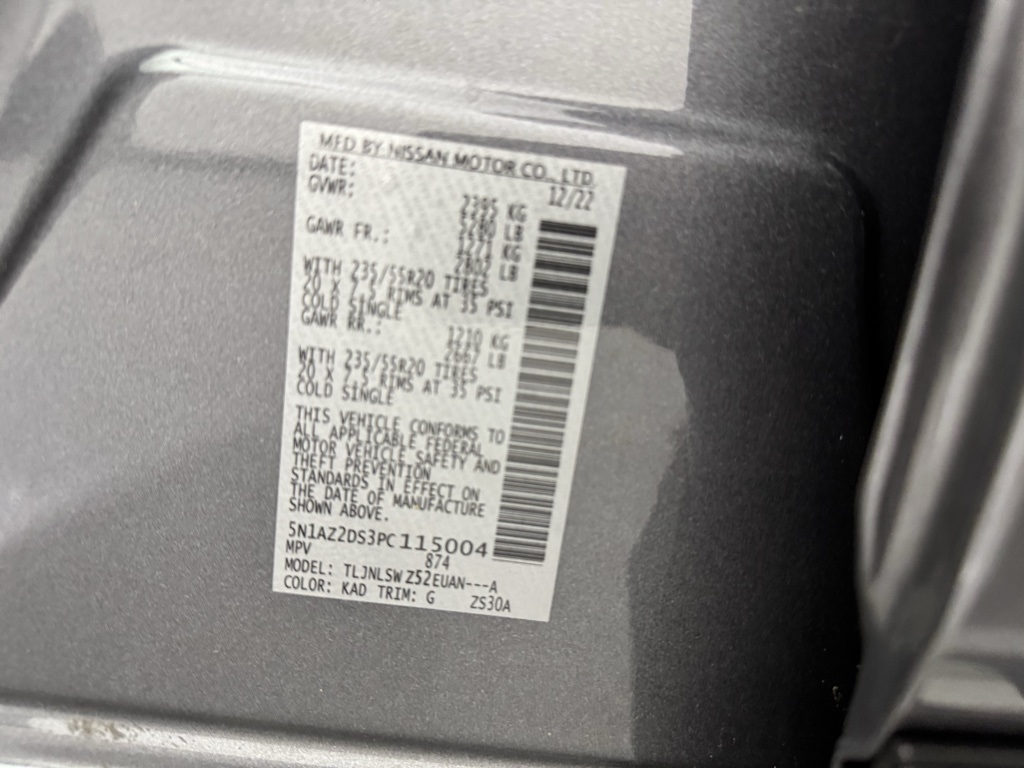 MFD BY NISSAN MOTOR CO., LTD.
DATE: 12/22
GVWR: 2395 KG
5280 LB
GAWR FR.: 1271 KG
2802 LB
WITH 235/55R20 TIRES
20 X 7.5 RIMS AT 35 PSI
COLD SINGLE
GAWR RR.: 1210 KG
2667 LB
WITH 235/55R20 TIRES
20 X 7.5 RIMS AT 35 PSI
COLD SINGLE
THIS VEHICLE CONFORMS TO
ALL APPLICABLE FEDERAL
MOTOR VEHICLE SAFETY AND
THEFT PREVENTION
STANDARDS IN EFFECT ON
THE DATE OF MANUFACTURE
SHOWN ABOVE.
5N1AZ2DS3PC115004
MPV 874
MODEL: TLJNLSWZ52EUAN---A
COLOR: KAD TRIM: G ZS30A